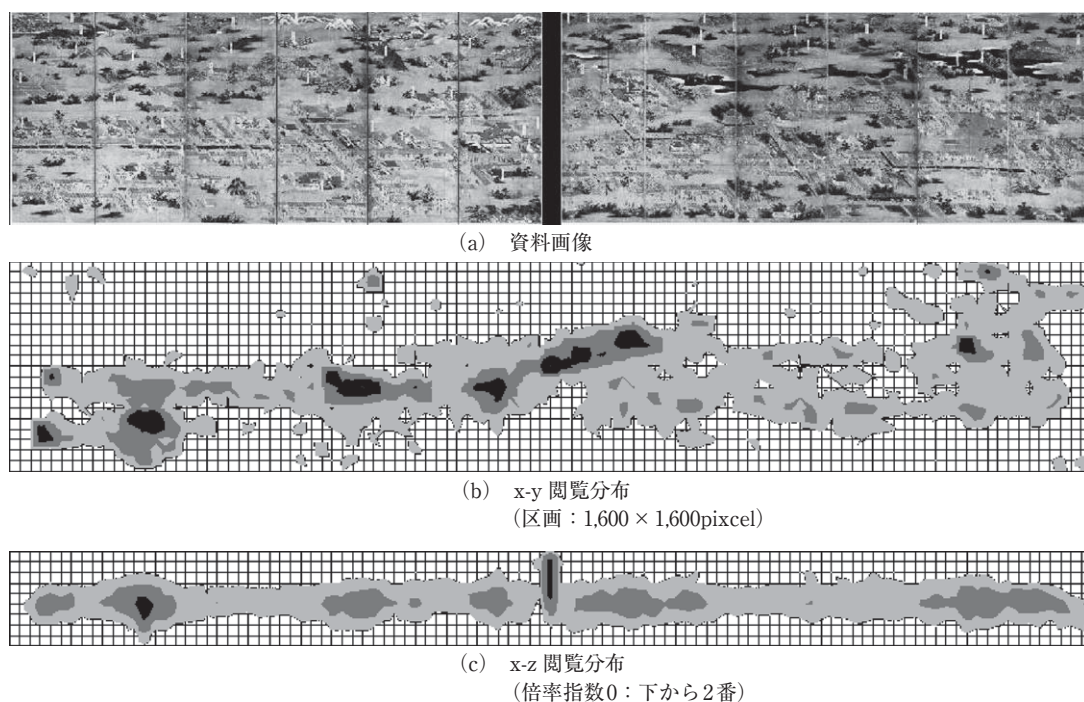 (a) 資料画像
(b) x-y 閲覧分布
(区画：1,600 × 1,600pixcel)
(c) x-z 閲覧分布
(倍率指数0：下から2番)